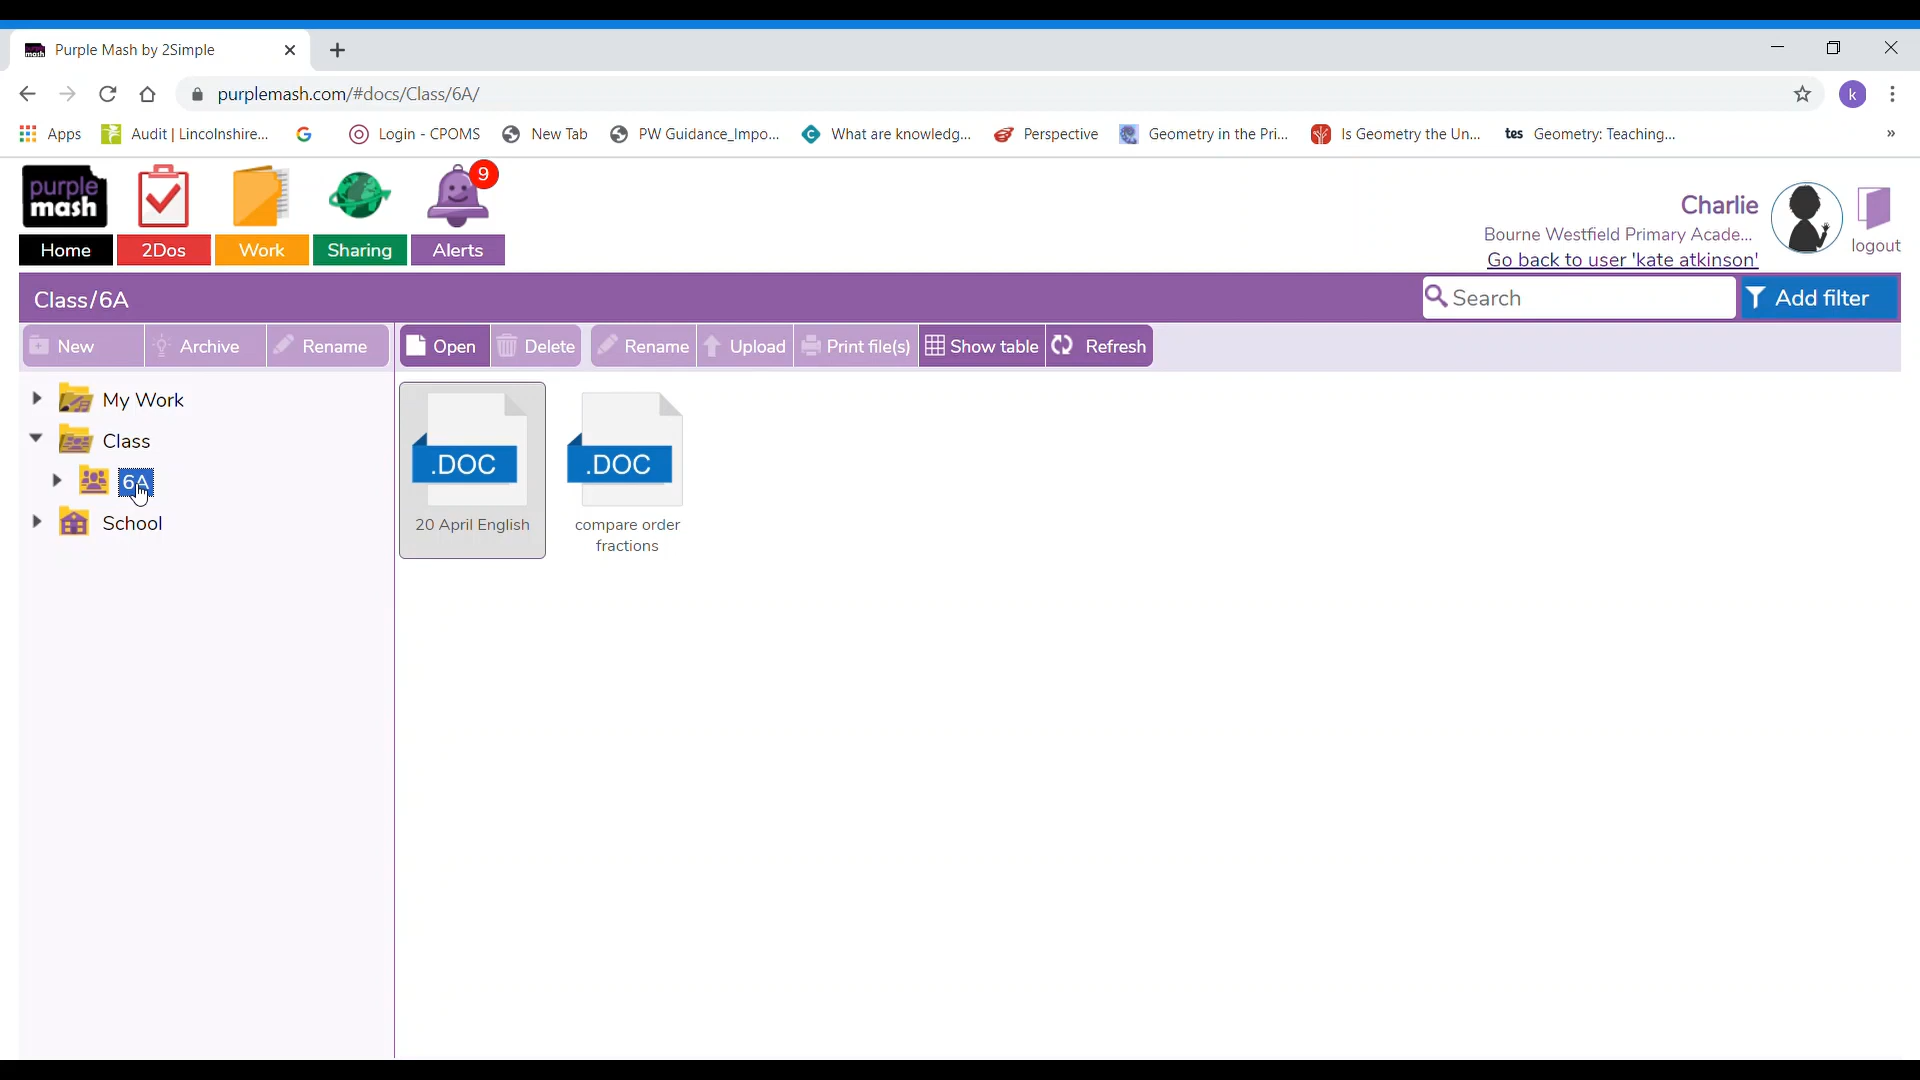 Purple Mash by 2Simple
purplemash.com/#docs/Class/6A/
k
Apps Audit | Lincolnshire... Login - CPOMS New Tab PW Guidance_Impo... What are knowledg... Perspective Geometry in the Pri... Is Geometry the Un... tes Geometry: Teaching... »
purple
mash
9
Home 2Dos Work Sharing Alerts
Charlie
Bourne Westfield Primary Acade...
Go back to user 'kate atkinson'
logout
Class/6A
Search
Add filter
New Archive Rename Open Delete Rename Upload Print file(s) Show table Refresh
My Work
Class
6A
School
.DOC .DOC
20 April English
compare order
fractions